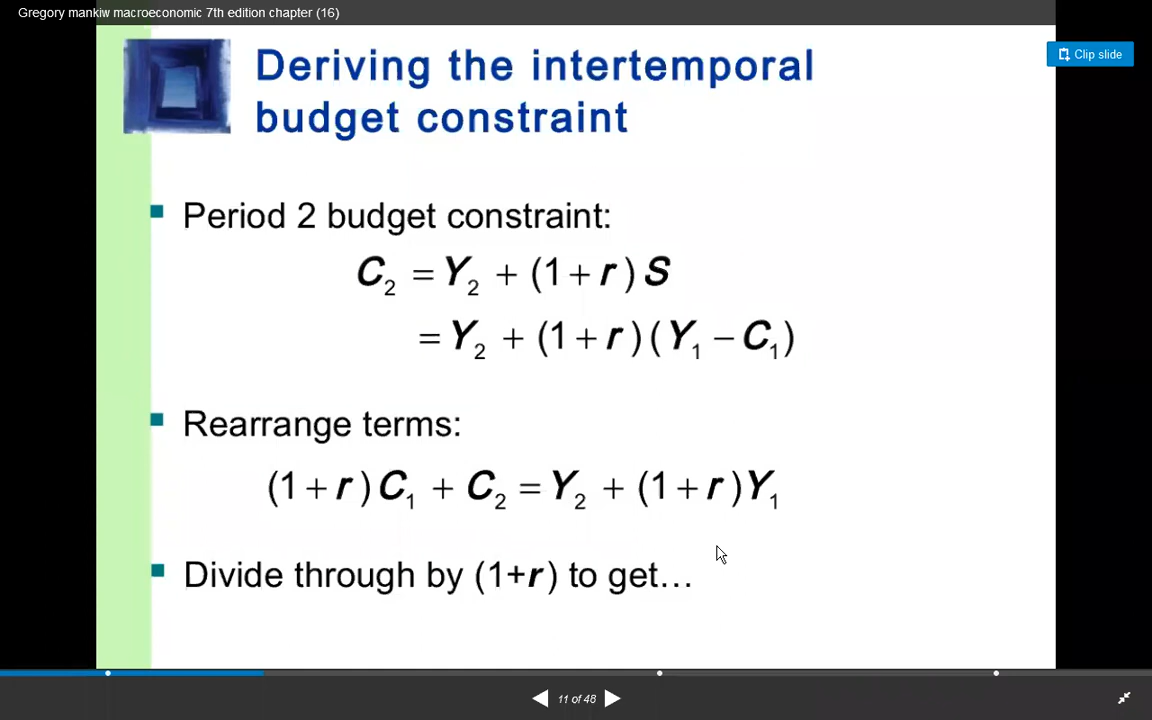 Gregory mankiw macroeconomic 7th edition chapter (16)
Clip slide
Deriving the intertemporal
budget constraint
Period 2 budget constraint:
C₂ = Y₂ + (1 + r) S
= Y₂ + (1 + r) (Y₁ − C₁)
Rearrange terms:
(1 + r) C₁ + C₂ = Y₂ + (1 + r) Y₁
Divide through by (1+r) to get…
11 of 48